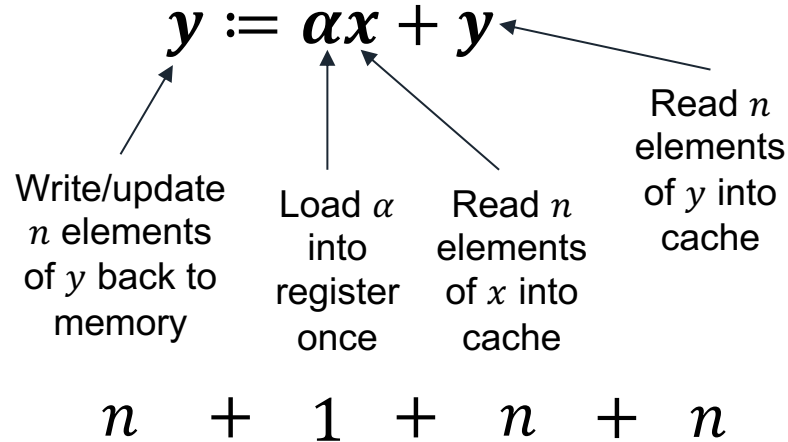 y := αx + y
Write/update
n elements
of y back to
memory
Load α
into
register
once
Read n
elements
of x into
cache
Read n
elements
of y into
cache
n + 1 + n + n